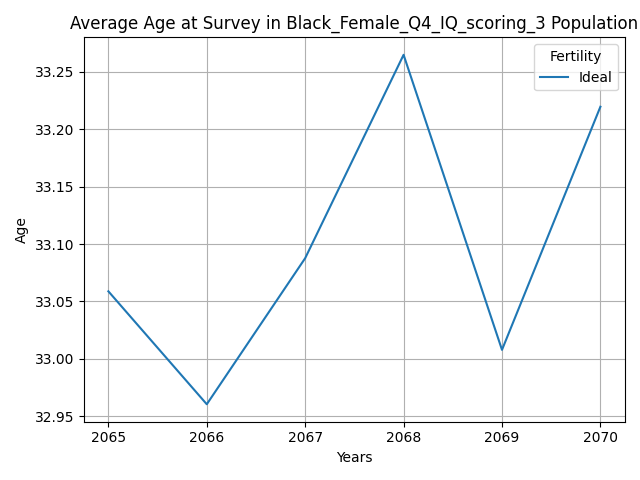 Average Age at Survey in Black_Female_Q4_IQ_scoring_3 Population
Fertility
Ideal
33.25
33.20
33.15
33.10
33.05
33.00
32.95
Age
2065 2066 2067 2068 2069 2070
Years